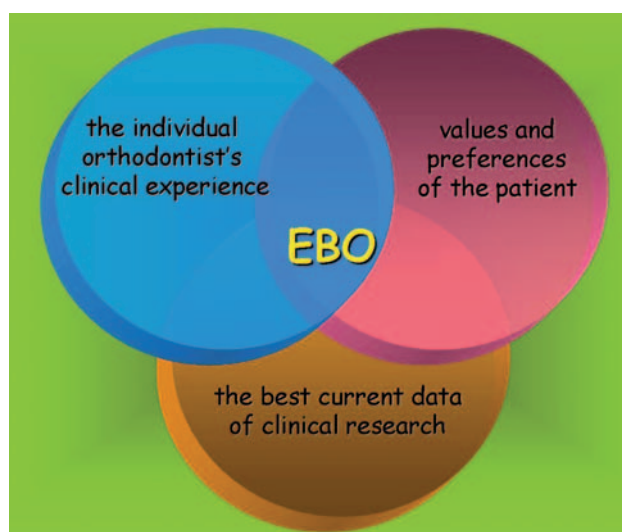 the individual
orthodontist's
clinical experience
values and
preferences
of the patient
EBO
the best current data
of clinical research